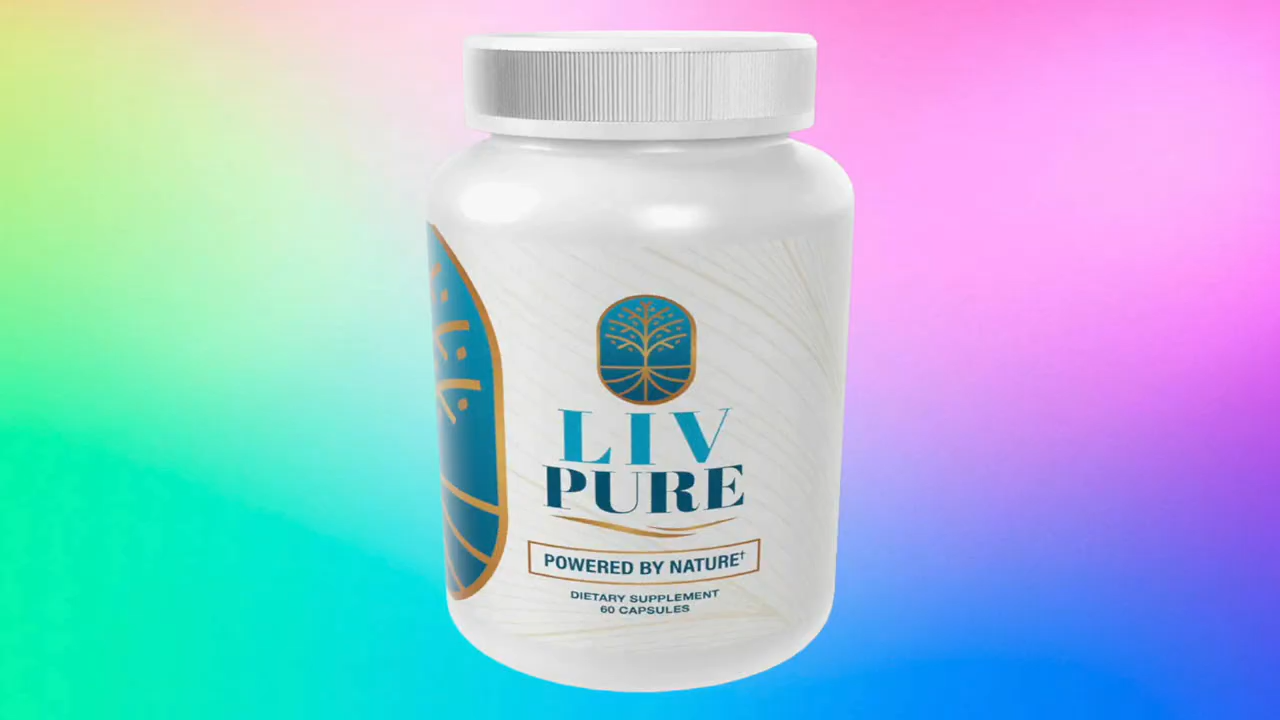 LIV
PURE
POWERED BY NATURE†
DIETARY SUPPLEMENT
60 CAPSULES